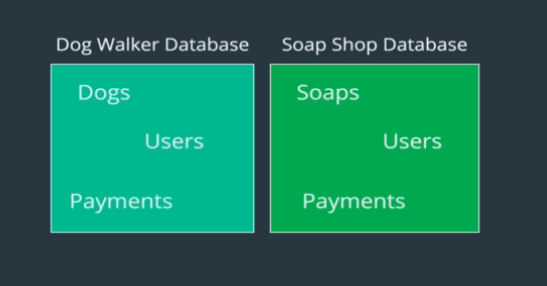 Dog Walker Database
Dogs
Users
Payments
Soap Shop Database
Soaps
Users
Payments